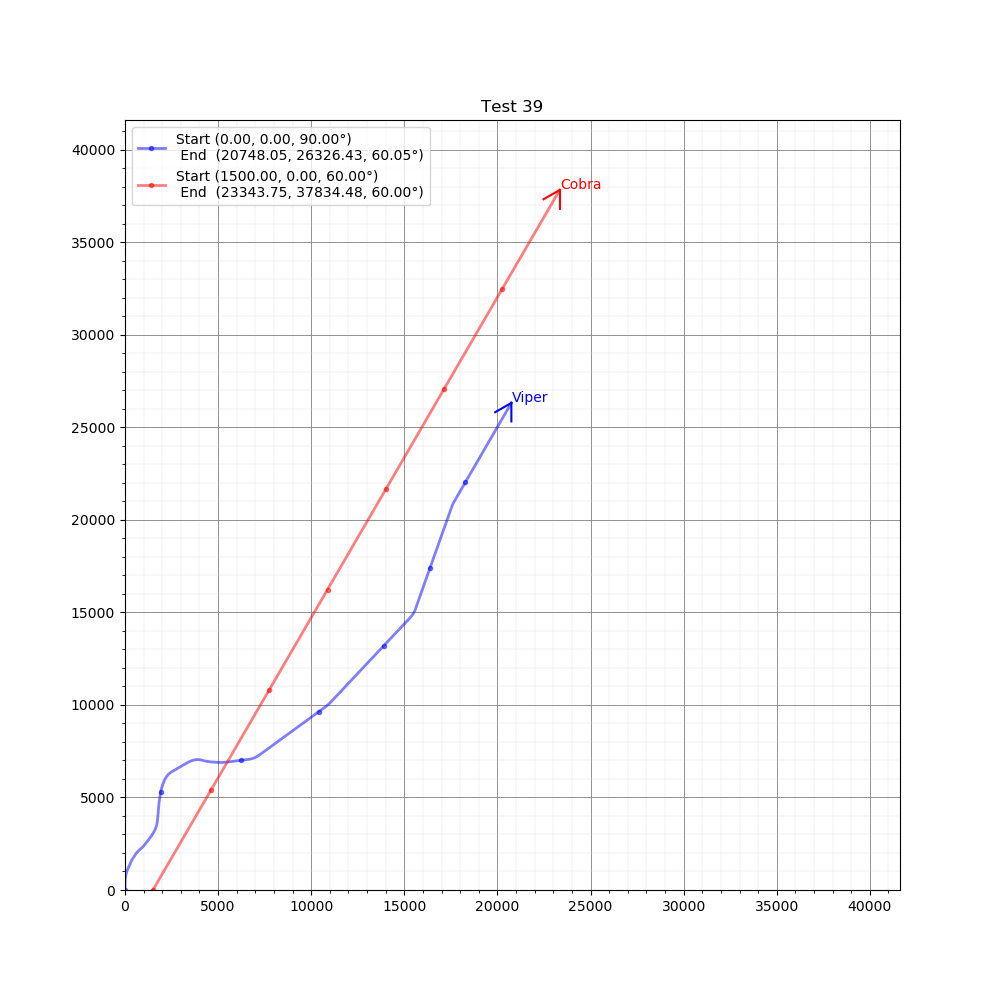 Test 39
Start (0.00, 0.00, 90.00°)
End (20748.05, 26326.43, 60.05°)
Start (1500.00, 0.00, 60.00°)
End (23343.75, 37834.48, 60.00°)
40000
Cobra
35000
30000
Viper
25000
20000
15000
10000
5000
0
0 5000 10000 15000 20000 25000 30000 35000 40000